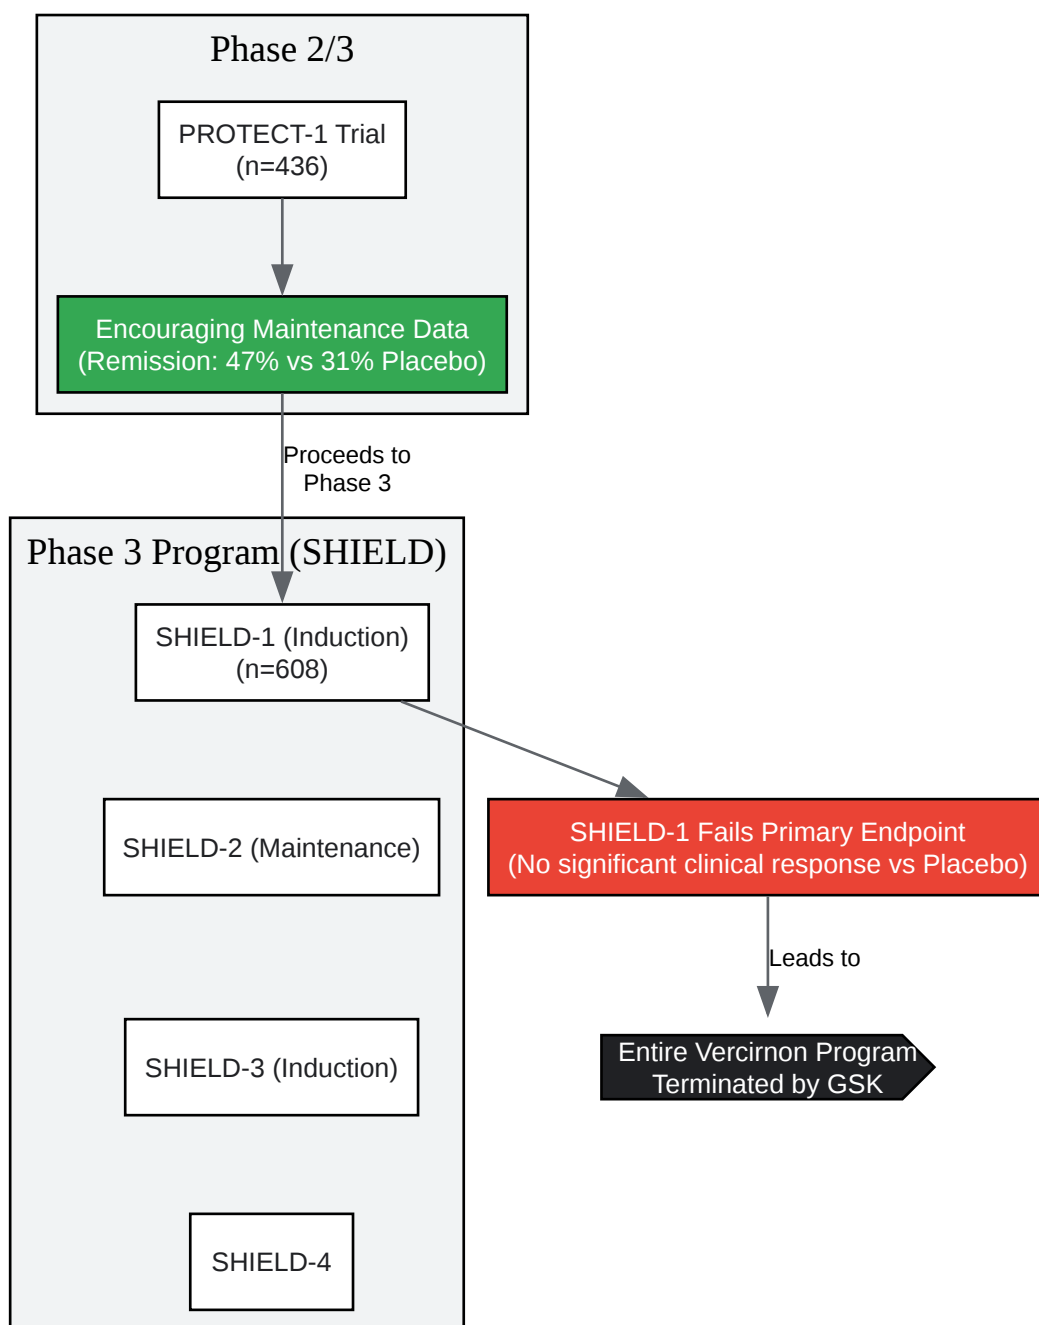 Phase 2/3
PROTECT-1 Trial
(n=436)
Encouraging Maintenance Data
(Remission: 47% vs 31% Placebo)
Proceeds to
Phase 3
Phase 3 Program (SHIELD)
SHIELD-1 (Induction)
(n=608)
SHIELD-2 (Maintenance)
SHIELD-1 Fails Primary Endpoint
(No significant clinical response vs Placebo)
Leads to
SHIELD-3 (Induction)
Entire Vercirnon Program
Terminated by GSK
SHIELD-4